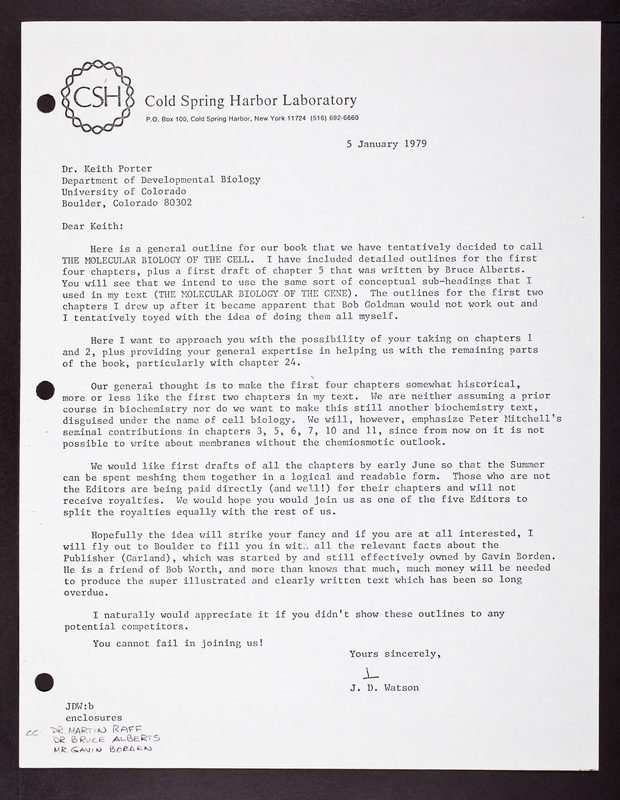 CSH
Cold Spring Harbor Laboratory
P.O. Box 100, Cold Spring Harbor, New York 11724 (516) 692-6660
5 January 1979
Dr. Keith Porter
Department of Developmental Biology
University of Colorado
Boulder, Colorado 80302
Dear Keith:
Here is a general outline for our book that we have tentatively decided to call
THE MOLECULAR BIOLOGY OF THE CELL. I have included detailed outlines for the first
four chapters, plus a first draft of chapter 5 that was written by Bruce Alberts.
You will see that we intend to use the same sort of conceptual sub-headings that I
used in my text (THE MOLECULAR BIOLOGY OF THE GENE). The outlines for the first two
chapters I drew up after it became apparent that Bob Goldman would not work out and
I tentatively toyed with the idea of doing them all myself.
Here I want to approach you with the possibility of your taking on chapters 1
and 2, plus providing your general expertise in helping us with the remaining parts
of the book, particularly with chapter 24.
Our general thought is to make the first four chapters somewhat historical,
more or less like the first two chapters in my text. We are neither assuming a prior
course in biochemistry nor do we want to make this still another biochemistry text,
disguised under the name of cell biology. We will, however, emphasize Peter Mitchell's
seminal contributions in chapters 3, 5, 6, 7, 10 and 11, since from now on it is not
possible to write about membranes without the chemiosmotic outlook.
We would like first drafts of all the chapters by early June so that the Summer
can be spent meshing them together in a logical and readable form. Those who are not
the Editors are being paid directly (and well!) for their chapters and will not
receive royalties. We would hope you would join us as one of the five Editors to
split the royalties equally with the rest of us.
Hopefully the idea will strike your fancy and if you are at all interested, I
will fly out to Boulder to fill you in wit.. all the relevant facts about the
Publisher (Garland), which was started by and still effectively owned by Gavin Borden.
He is a friend of Bob Worth, and more than knows that much, much money will be needed
to produce the super illustrated and clearly written text which has been so long
overdue.
I naturally would appreciate it if you didn't show these outlines to any
potential competitors.
You cannot fail in joining us!
Yours sincerely,
J. D. Watson
JDW:b
enclosures
CC. DR. MARTIN RAFF
DR. BRUCE ALBERTS
MR. GAVIN BORDEN